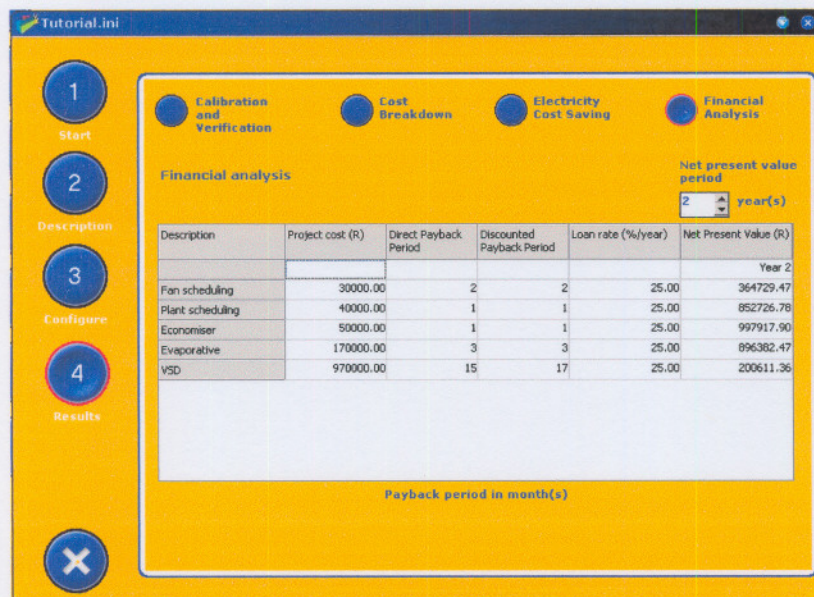 Tutorial.ini
1
Start
2
Description
3
Configure
4
Results
Calibration
and
Verification
Cost
Breakdown
Electricity
Cost Saving
Financial
Analysis
Financial analysis
Net present value
period
2 year(s)
Description Project cost (R) Direct Payback Period Discounted Payback Period Loan rate (%/year) Net Present Value (R)
Year 2
Fan scheduling 30000.00 2 2 25.00 364729.47
Plant scheduling 40000.00 1 1 25.00 852726.78
Economiser 50000.00 1 1 25.00 997917.90
Evaporative 170000.00 3 3 25.00 896382.47
VSD 970000.00 15 17 25.00 200611.36
Payback period in month(s)